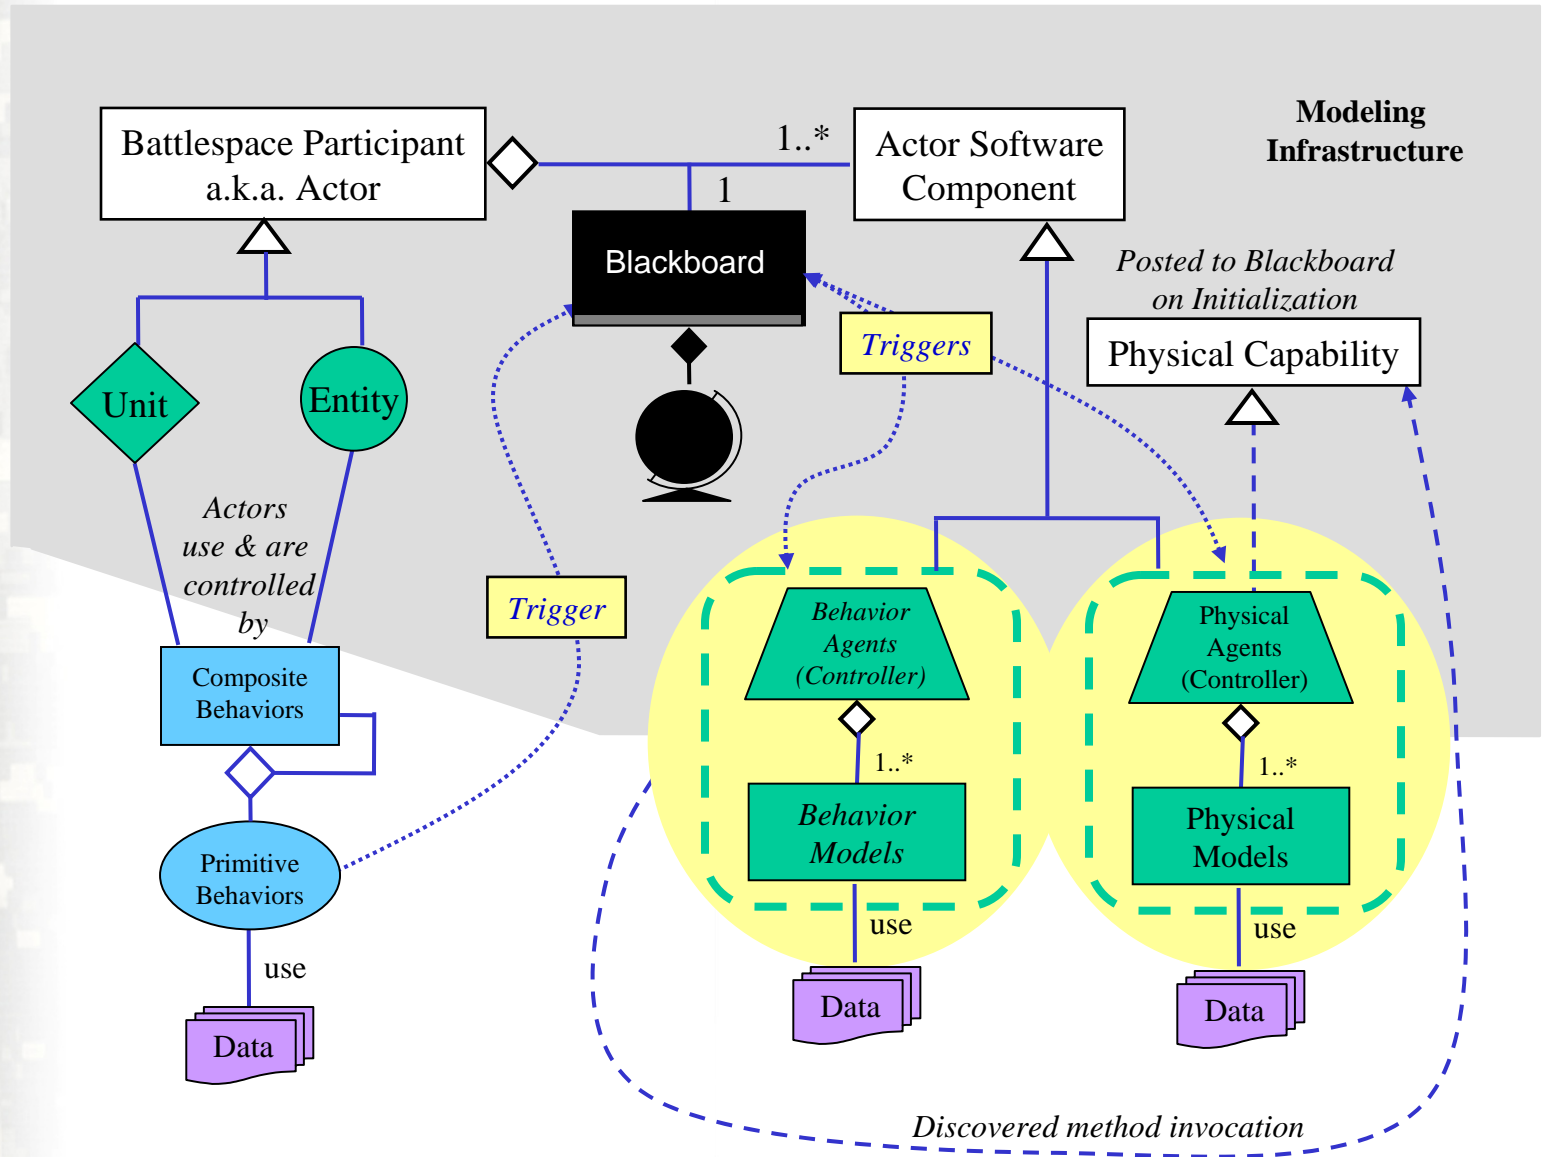 Modeling
Infrastructure
Battlespace Participant
a.k.a. Actor
1..*
Actor Software
Component
1
Blackboard
Posted to Blackboard
on Initialization
Physical Capability
Triggers
Unit
Entity
Actors
use & are
controlled
by
Trigger
Composite
Behaviors
Behavior
Agents
(Controller)
Physical
Agents
(Controller)
1..*
1..*
Behavior
Models
Physical
Models
Primitive
Behaviors
use
use
use
Data
Data
Data
Discovered method invocation